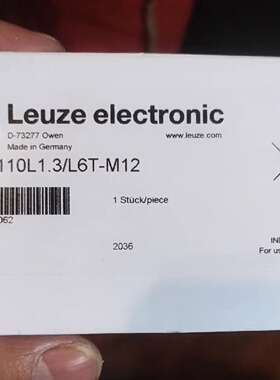 Leuze electronic
D-73277 Owen www.leuze.com
Made in Germany
110L1.3/L6T-M12
1 Stück/piece
062
2036
IN
For us